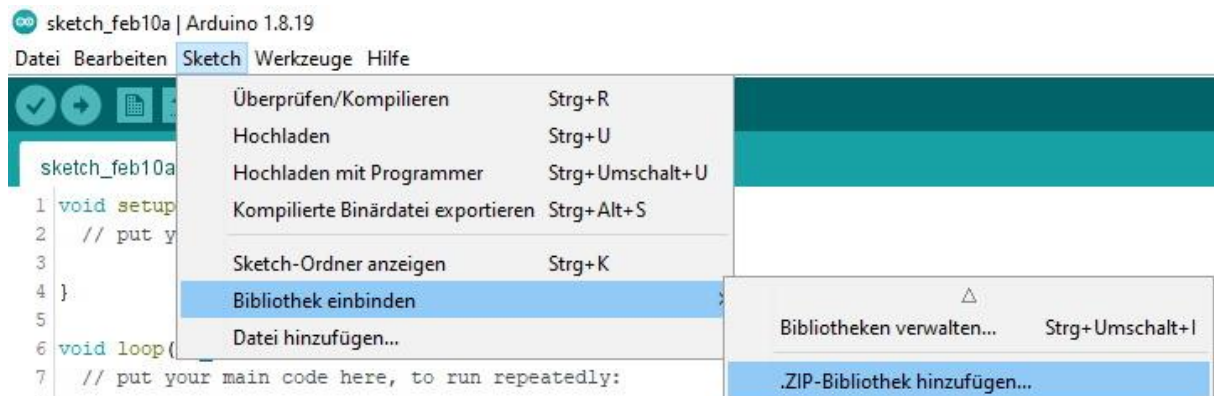 sketch_feb10a | Arduino 1.8.19
Datei Bearbeiten Sketch Werkzeuge Hilfe
Überprüfen/Kompilieren Strg+R
Hochladen Strg+U
sketch_feb10a
Hochladen mit Programmer Strg+Umschalt+U
1 void setup
Kompilierte Binärdatei exportieren Strg+Alt+S
2 // put y
3
Sketch-Ordner anzeigen Strg+K
4 }
Bibliothek einbinden
5
Bibliotheken verwalten... Strg+Umschalt+I
Datei hinzufügen...
6 void loop(
7 // put your main code here, to run repeatedly:
.ZIP-Bibliothek hinzufügen...